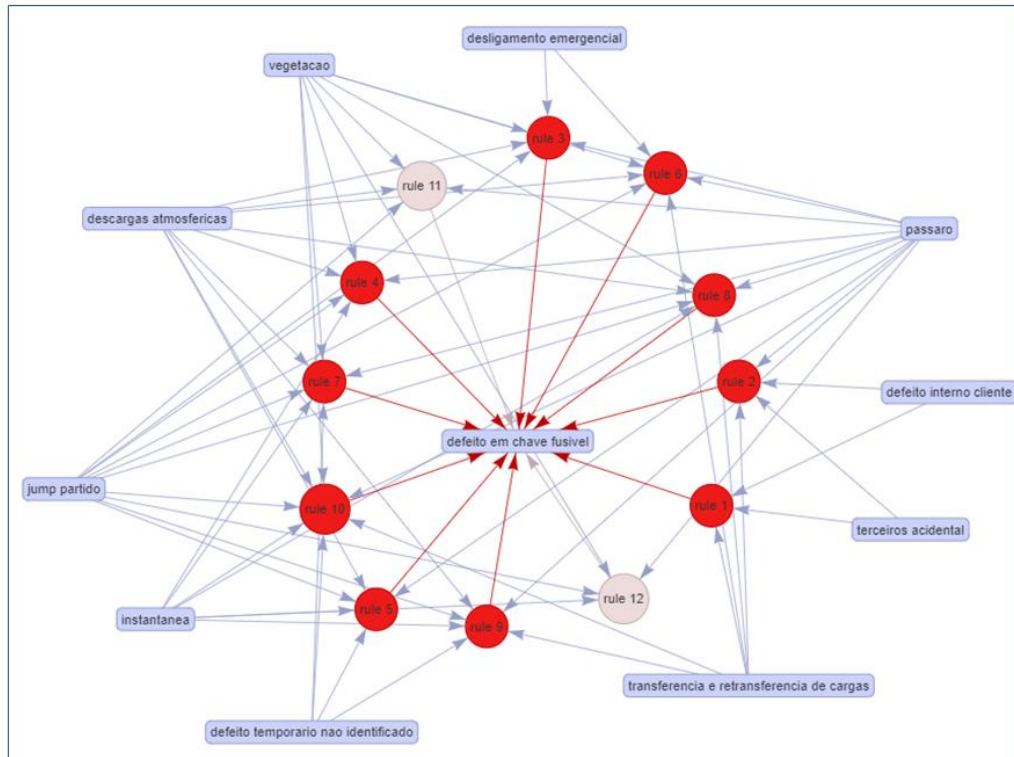 desligamento emergencial
vegetacao
rule 3
rule 6
rule 11
descargas atmosfericas
passaro
rule 4
rule 8
rule 7
rule 2
defeito interno cliente
defeito em chave fusivel
jump partido
rule 10
rule 1
terceiros acidental
rule 12
rule 5
instantanea
rule 9
transferencia e retransferencia de cargas
defeito temporario nao identificado